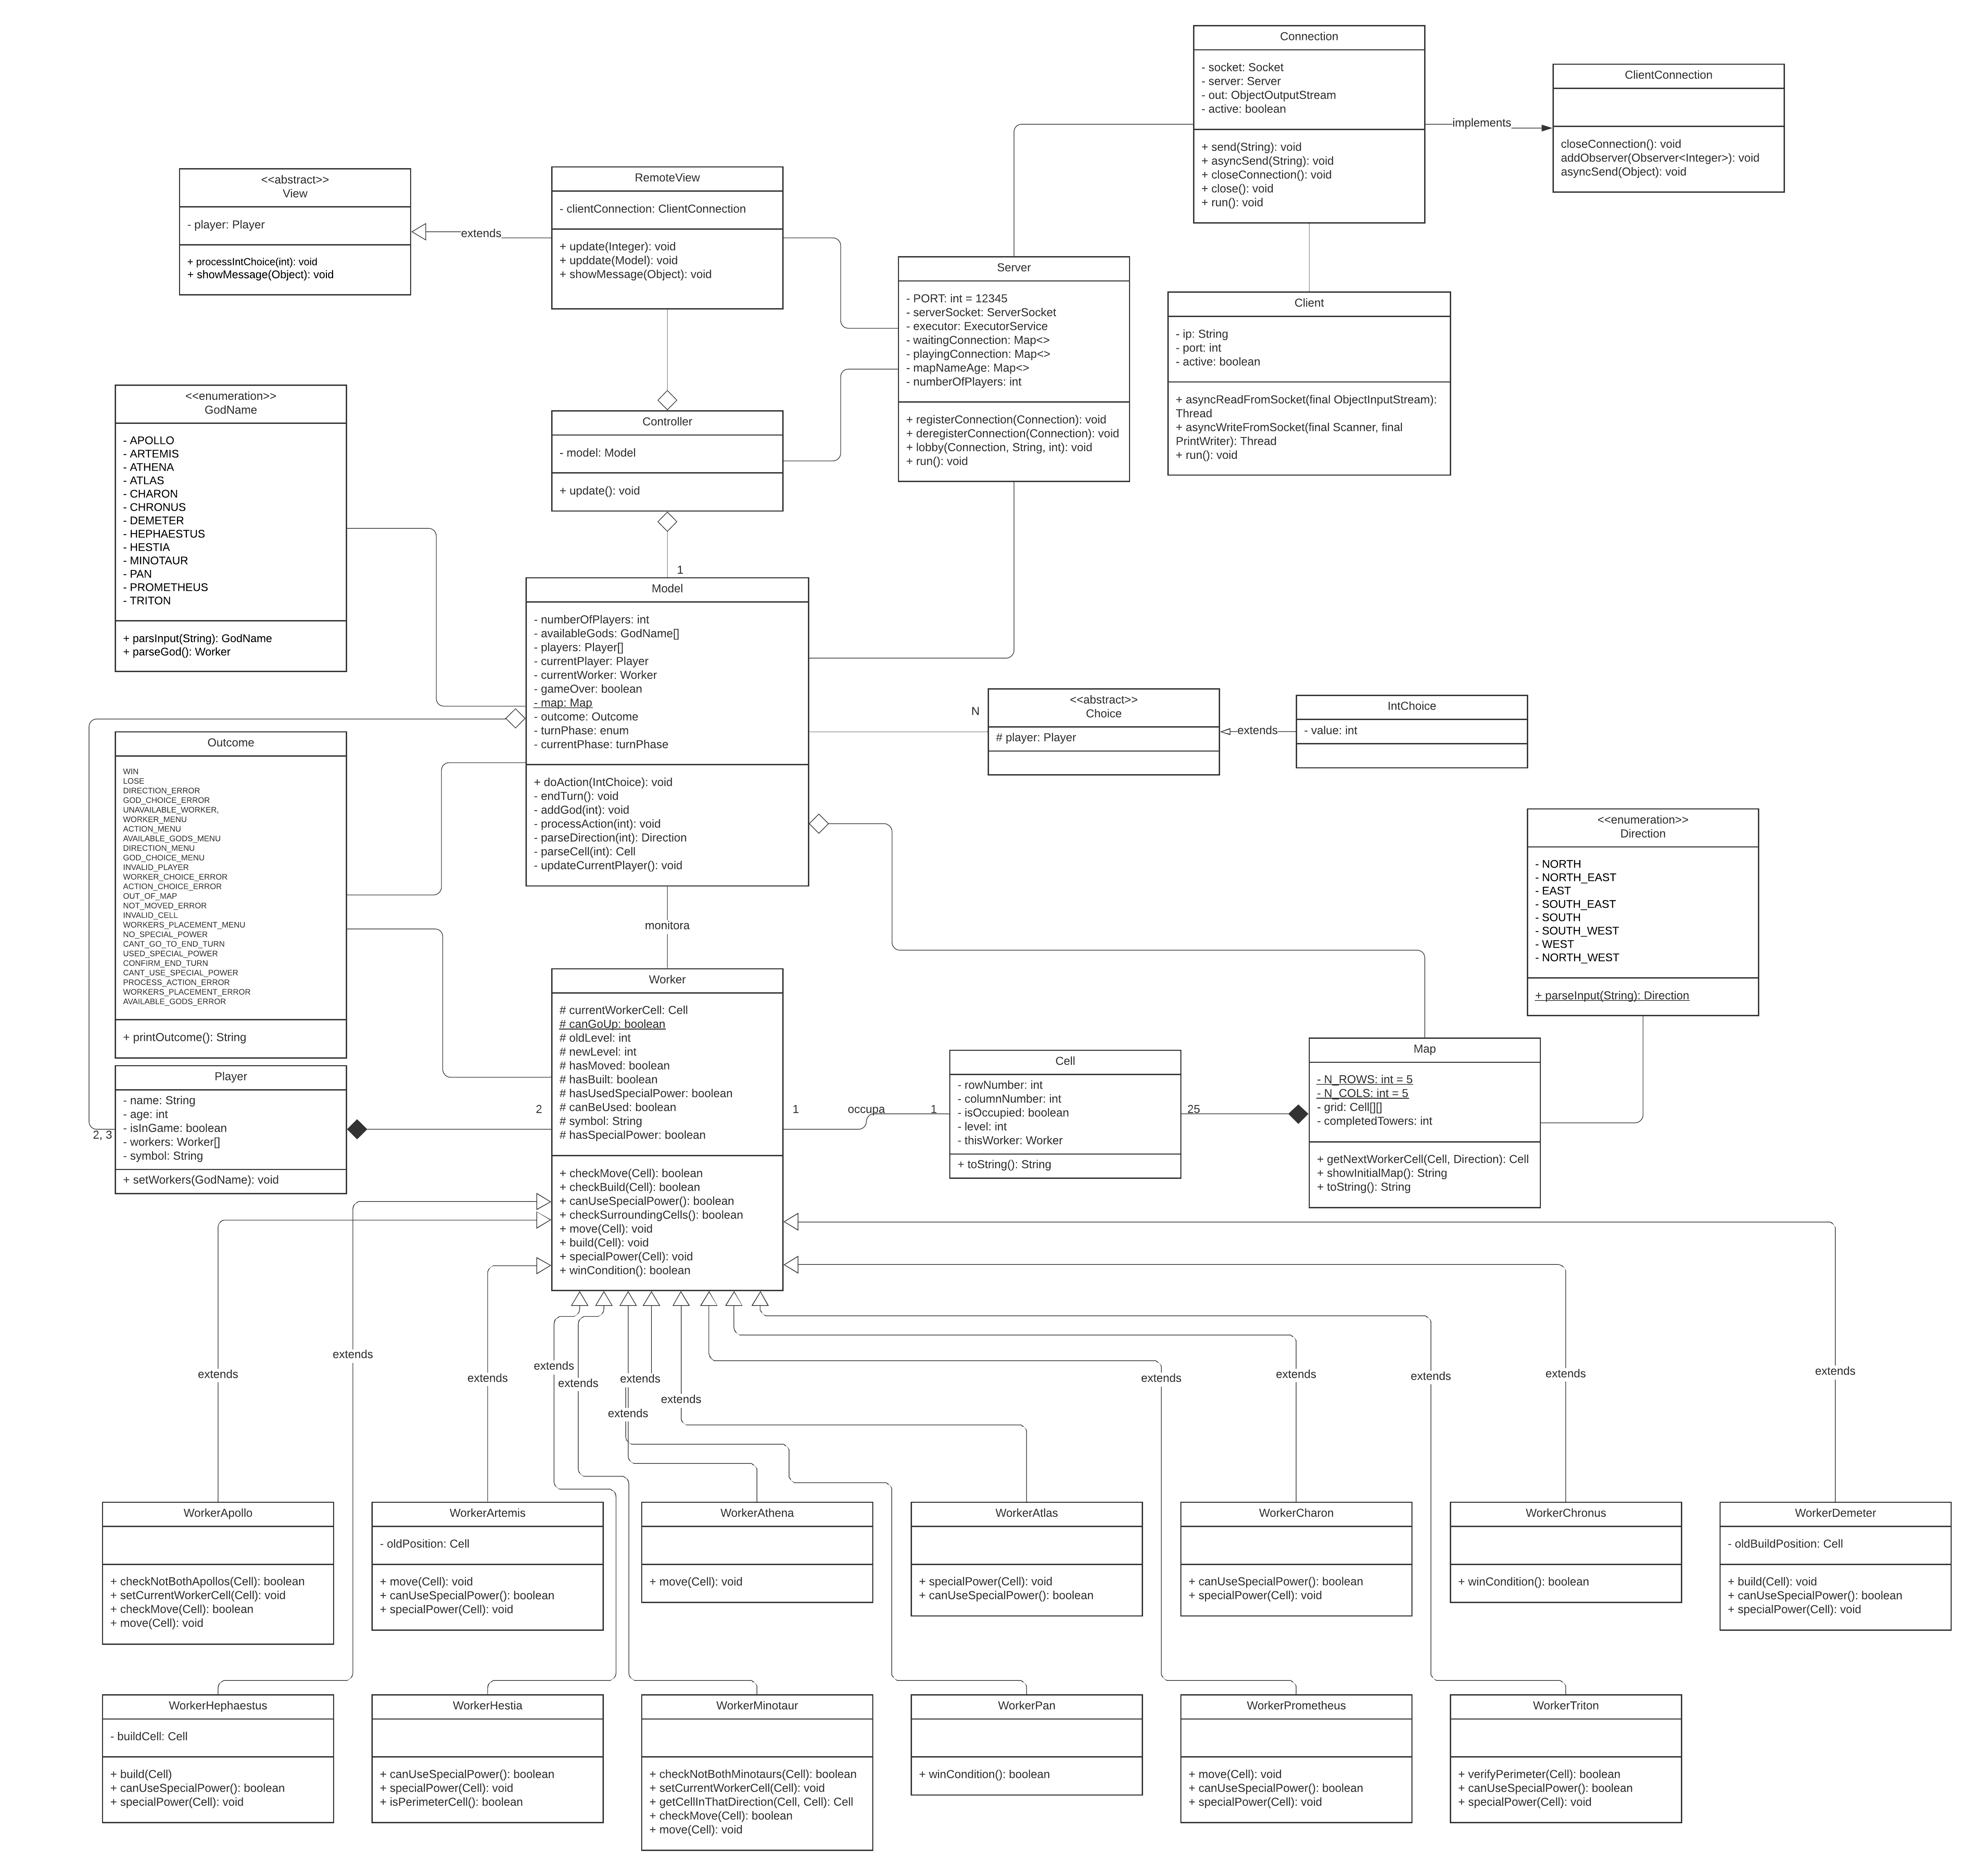 Connection
- socket: Socket
- server: Server
- out: ObjectOutputStream
- active: boolean
+ send(String): void
+ asyncSend(String): void
+ closeConnection(): void
+ close(): void
+ run(): void
implements
ClientConnection
closeConnection(): void
addObserver(Observer<Integer>): void
asyncSend(Object): void
<<abstract>>
View
- player: Player
+ processIntChoice(int): void
+ showMessage(Object): void
extends
RemoteView
- clientConnection: ClientConnection
+ update(Integer): void
+ upddate(Model): void
+ showMessage(Object): void
Server
- PORT: int = 12345
- serverSocket: ServerSocket
- executor: ExecutorService
- waitingConnection: Map<>
- playingConnection: Map<>
- mapNameAge: Map<>
- numberOfPlayers: int
+ registerConnection(Connection): void
+ deregisterConnection(Connection): void
+ lobby(Connection, String, int): void
+ run(): void
Client
- ip: String
- port: int
- active: boolean
+ asyncReadFromSocket(final ObjectInputStream):
Thread
+ asyncWriteFromSocket(final Scanner, final
PrintWriter): Thread
+ run(): void
<<enumeration>>
GodName
- APOLLO
- ARTEMIS
- ATHENA
- ATLAS
- CHARON
- CHRONUS
- DEMETER
- HEPHAESTUS
- HESTIA
- MINOTAUR
- PAN
- PROMETHEUS
- TRITON
+ parsInput(String): GodName
+ parseGod(): Worker
Controller
- model: Model
+ update(): void
1
Model
- numberOfPlayers: int
- availableGods: GodName[]
- players: Player[]
- currentPlayer: Player
- currentWorker: Worker
- gameOver: boolean
- map: Map
- outcome: Outcome
- turnPhase: enum
- currentPhase: turnPhase
+ doAction(IntChoice): void
- endTurn(): void
- addGod(int): void
- processAction(int): void
- parseDirection(int): Direction
- parseCell(int): Cell
- updateCurrentPlayer(): void
N
<<abstract>>
Choice
# player: Player
extends
IntChoice
- value: int
Outcome
WIN
LOSE
DIRECTION_ERROR
GOD_CHOICE_ERROR
UNAVAILABLE_WORKER,
WORKER_MENU
ACTION_MENU
AVAILABLE_GODS_MENU
DIRECTION_MENU
GOD_CHOICE_MENU
INVALID_PLAYER
WORKER_CHOICE_ERROR
ACTION_CHOICE_ERROR
OUT_OF_MAP
NOT_MOVED_ERROR
INVALID_CELL
WORKERS_PLACEMENT_MENU
NO_SPECIAL_POWER
CANT_GO_TO_END_TURN
USED_SPECIAL_POWER
CONFIRM_END_TURN
CANT_USE_SPECIAL_POWER
PROCESS_ACTION_ERROR
WORKERS_PLACEMENT_ERROR
AVAILABLE_GODS_ERROR
+ printOutcome(): String
<<enumeration>>
Direction
- NORTH
- NORTH_EAST
- EAST
- SOUTH_EAST
- SOUTH
- SOUTH_WEST
- WEST
- NORTH_WEST
+ parseInput(String): Direction
monitora
2, 3
Player
- name: String
- age: int
- isInGame: boolean
- workers: Worker[]
- symbol: String
+ setWorkers(GodName): void
2
Worker
# currentWorkerCell: Cell
# canGoUp: boolean
# oldLevel: int
# newLevel: int
# hasMoved: boolean
# hasBuilt: boolean
# hasUsedSpecialPower: boolean
# canBeUsed: boolean
# symbol: String
# hasSpecialPower: boolean
+ checkMove(Cell): boolean
+ checkBuild(Cell): boolean
+ canUseSpecialPower(): boolean
+ checkSurroundingCells(): boolean
+ move(Cell): void
+ build(Cell): void
+ specialPower(Cell): void
+ winCondition(): boolean
1
occupa
1
Cell
- rowNumber: int
- columnNumber: int
- isOccupied: boolean
- level: int
- thisWorker: Worker
+ toString(): String
25
Map
- N_ROWS: int = 5
- N_COLS: int = 5
- grid: Cell[][]
- completedTowers: int
+ getNextWorkerCell(Cell, Direction): Cell
+ showInitialMap(): String
+ toString(): String
extends
extends
extends
extends
extends
extends
extends
extends
extends
extends
extends
extends
extends
WorkerApollo
+ checkNotBothApollos(Cell): boolean
+ setCurrentWorkerCell(Cell): void
+ checkMove(Cell): boolean
+ move(Cell): void
WorkerArtemis
- oldPosition: Cell
+ move(Cell): void
+ canUseSpecialPower(): boolean
+ specialPower(Cell): void
WorkerAthena
+ move(Cell): void
WorkerAtlas
+ specialPower(Cell): void
+ canUseSpecialPower(): boolean
WorkerCharon
+ canUseSpecialPower(): boolean
+ specialPower(Cell): void
WorkerChronus
+ winCondition(): boolean
WorkerDemeter
- oldBuildPosition: Cell
+ build(Cell): void
+ canUseSpecialPower(): boolean
+ specialPower(Cell): void
WorkerHephaestus
- buildCell: Cell
+ build(Cell)
+ canUseSpecialPower(): boolean
+ specialPower(Cell): void
WorkerHestia
+ canUseSpecialPower(): boolean
+ specialPower(Cell): void
+ isPerimeterCell(): boolean
WorkerMinotaur
+ checkNotBothMinotaurs(Cell): boolean
+ setCurrentWorkerCell(Cell): void
+ getCellInThatDirection(Cell, Cell): Cell
+ checkMove(Cell): boolean
+ move(Cell): void
WorkerPan
+ winCondition(): boolean
WorkerPrometheus
+ move(Cell): void
+ canUseSpecialPower(): boolean
+ specialPower(Cell): void
WorkerTriton
+ verifyPerimeter(Cell): boolean
+ canUseSpecialPower(): boolean
+ specialPower(Cell): void